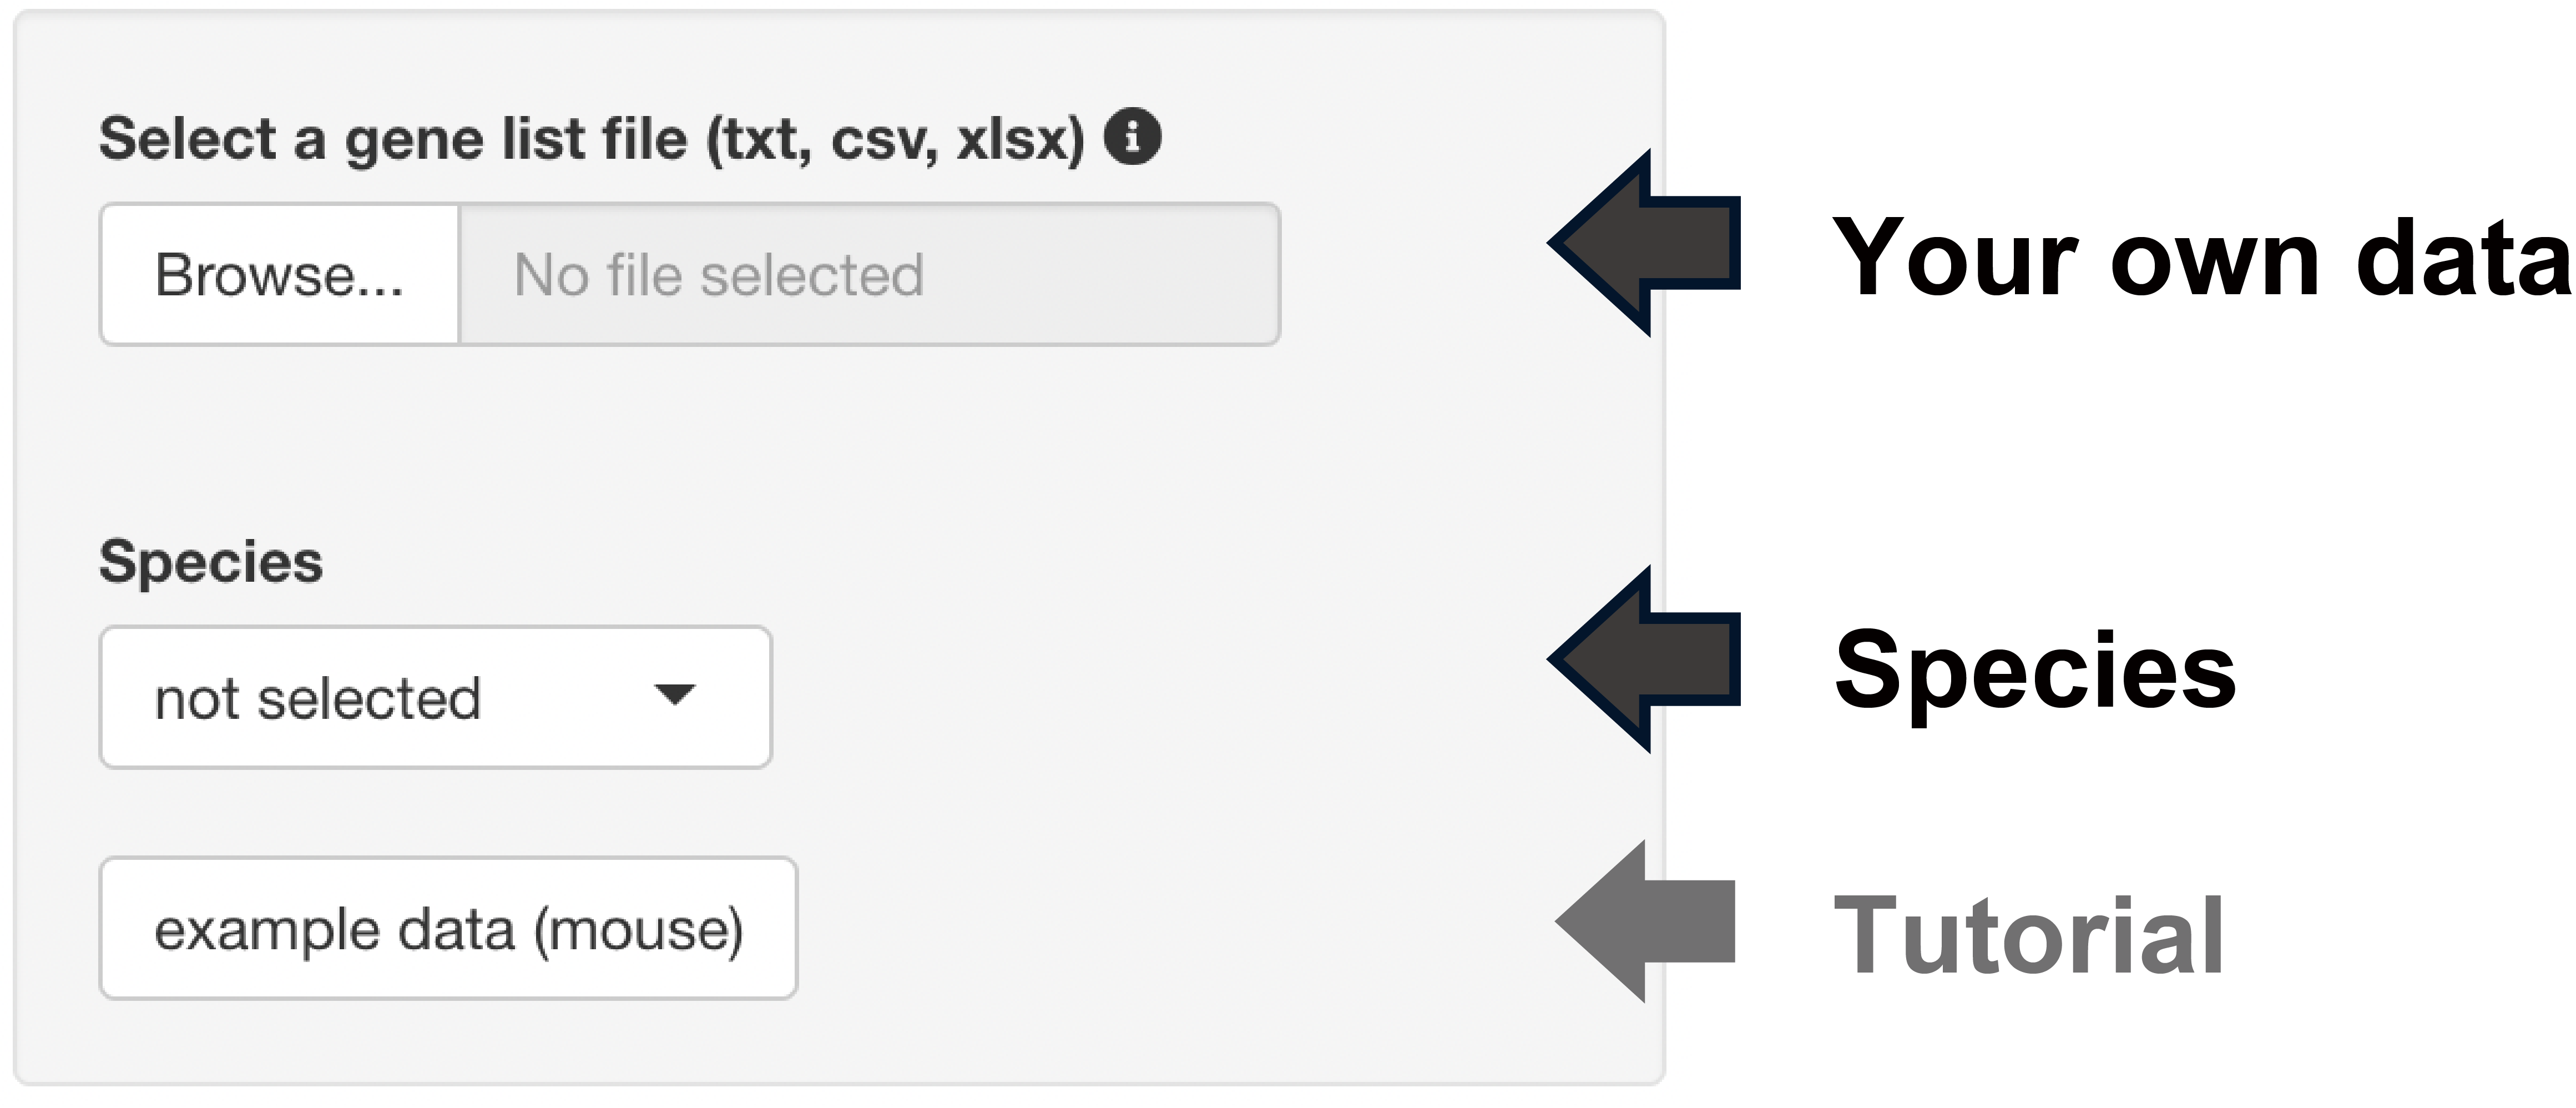 Select a gene list file (txt, csv, xlsx)
Browse... No file selected
Your own data
Species
not selected
Species
example data (mouse)
Tutorial